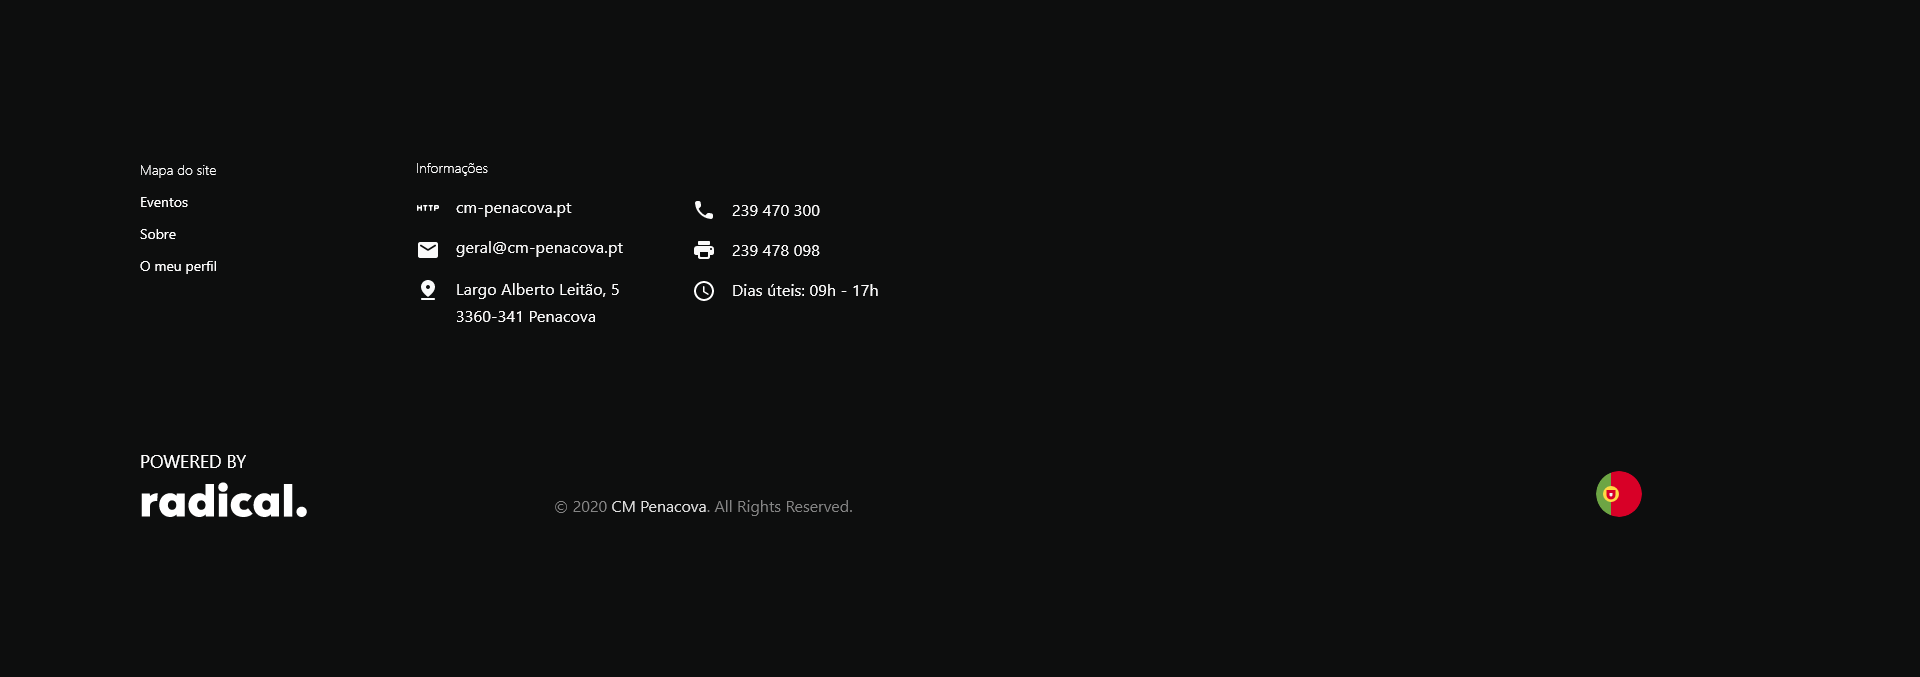 Mapa do site
Eventos
Sobre
O meu perfil
Informações
HTTP cm-penacova.pt
geral@cm-penacova.pt
Largo Alberto Leitão, 5
3360-341 Penacova
239 470 300
239 478 098
Dias úteis: 09h - 17h
POWERED BY
radical.
© 2020 CM Penacova. All Rights Reserved.